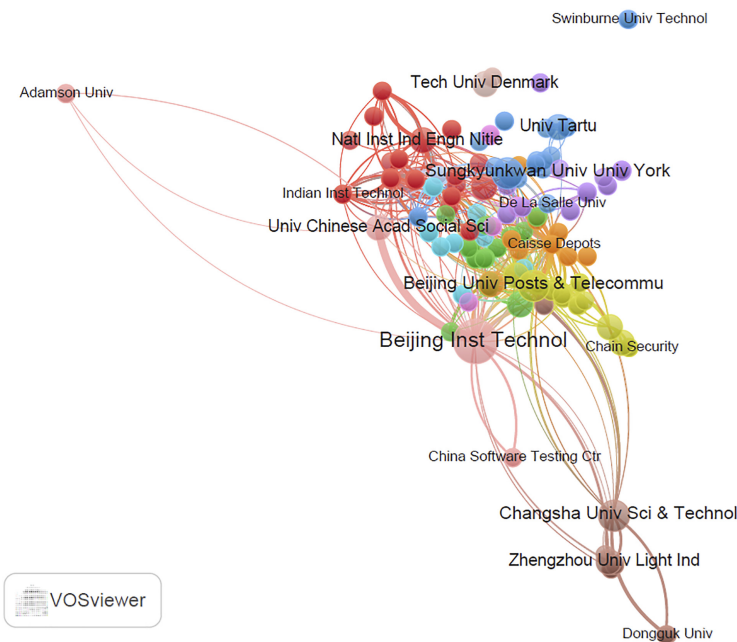 Swinburne Univ Technol
Tech Univ Denmark
Adamson Univ
Univ Tartu
Natl Inst Ind Engn Nitie
Sungkyunkwan Univ Univ York
Indian Inst Technol
De La Salle Univ
Univ Chinese Acad Social Sci
Caisse Depots
Beijing Univ Posts & Telecommu
Beijing Inst Technol
Chain Security
China Software Testing Ctr
Changsha Univ Sci & Technol
Zhengzhou Univ Light Ind
VOSviewer
Dongguk Univ